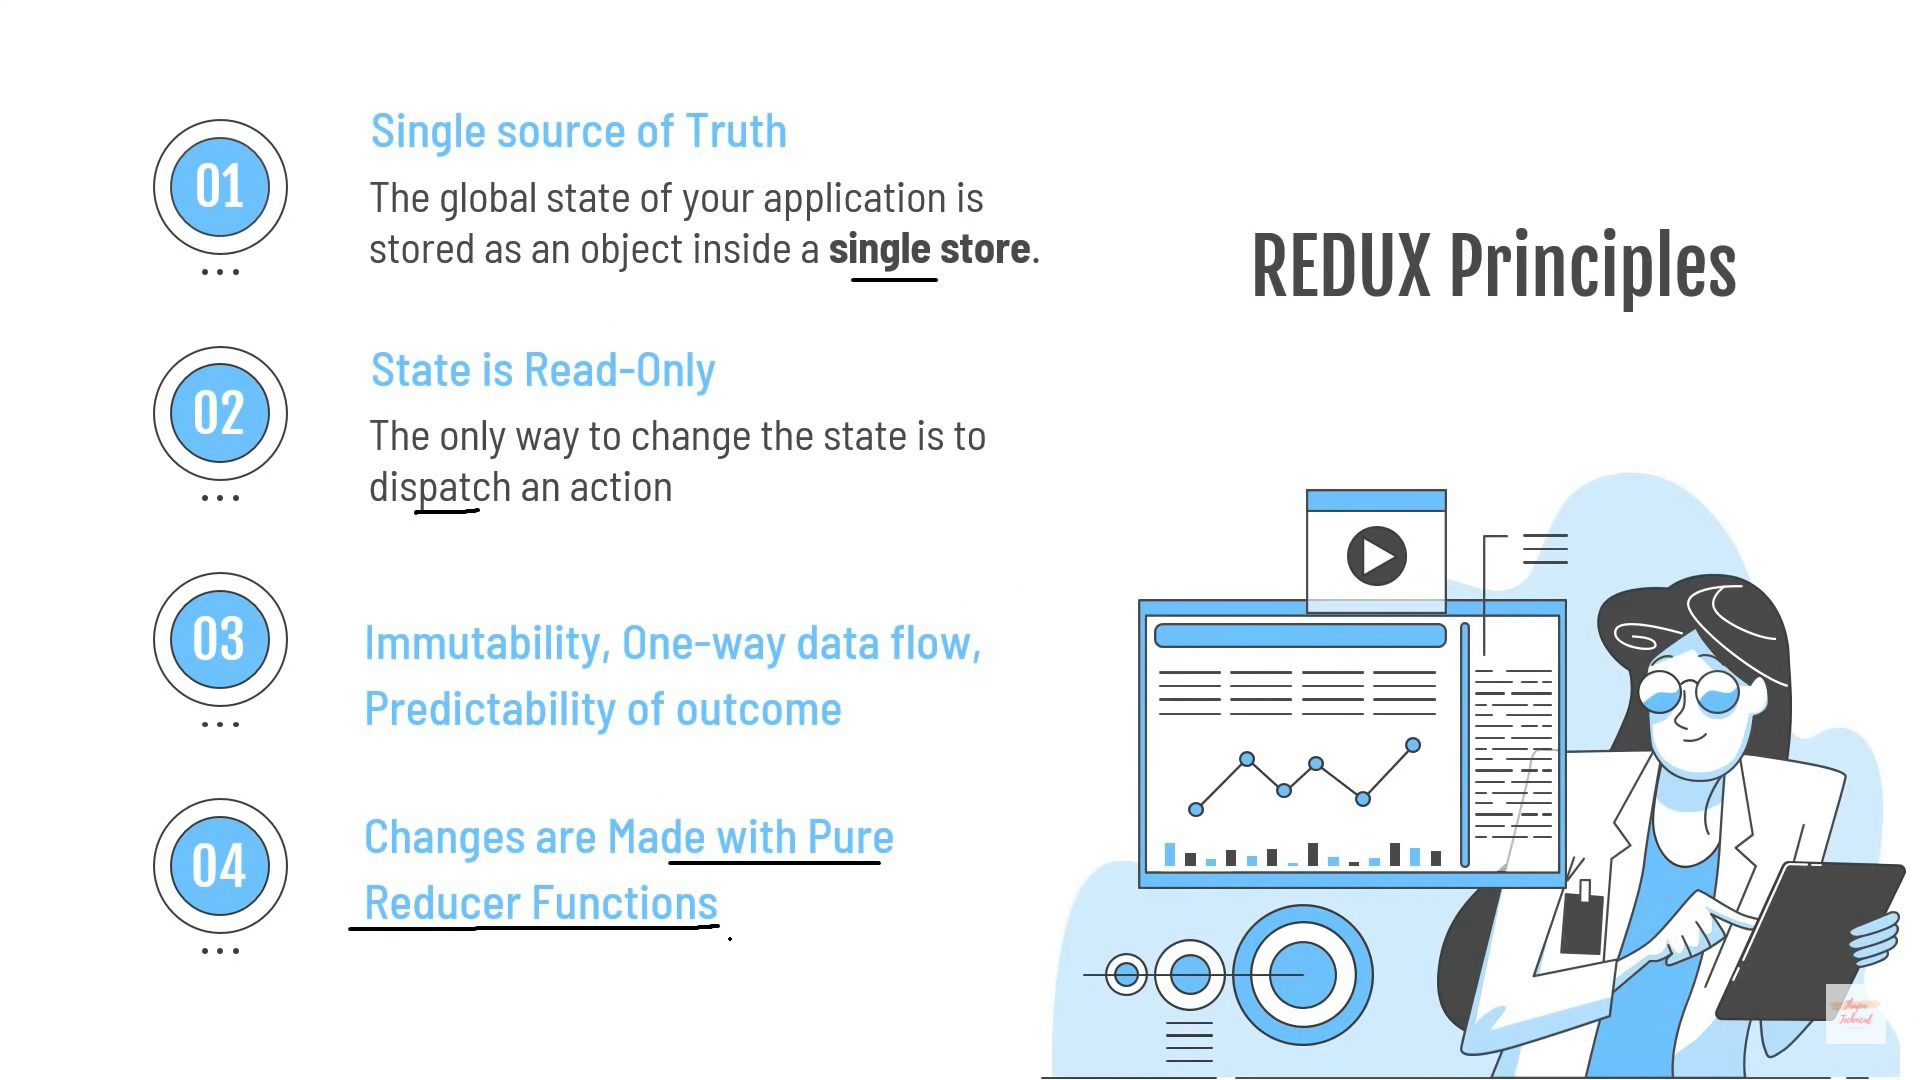 01
Single source of Truth
The global state of your application is
stored as an object inside a single store.
REDUX Principles
02
State is Read-Only
The only way to change the state is to
dispatch an action
03
Immutability, One-way data flow,
Predictability of outcome
04
Changes are Made with Pure
Reducer Functions
Thapa
Technical